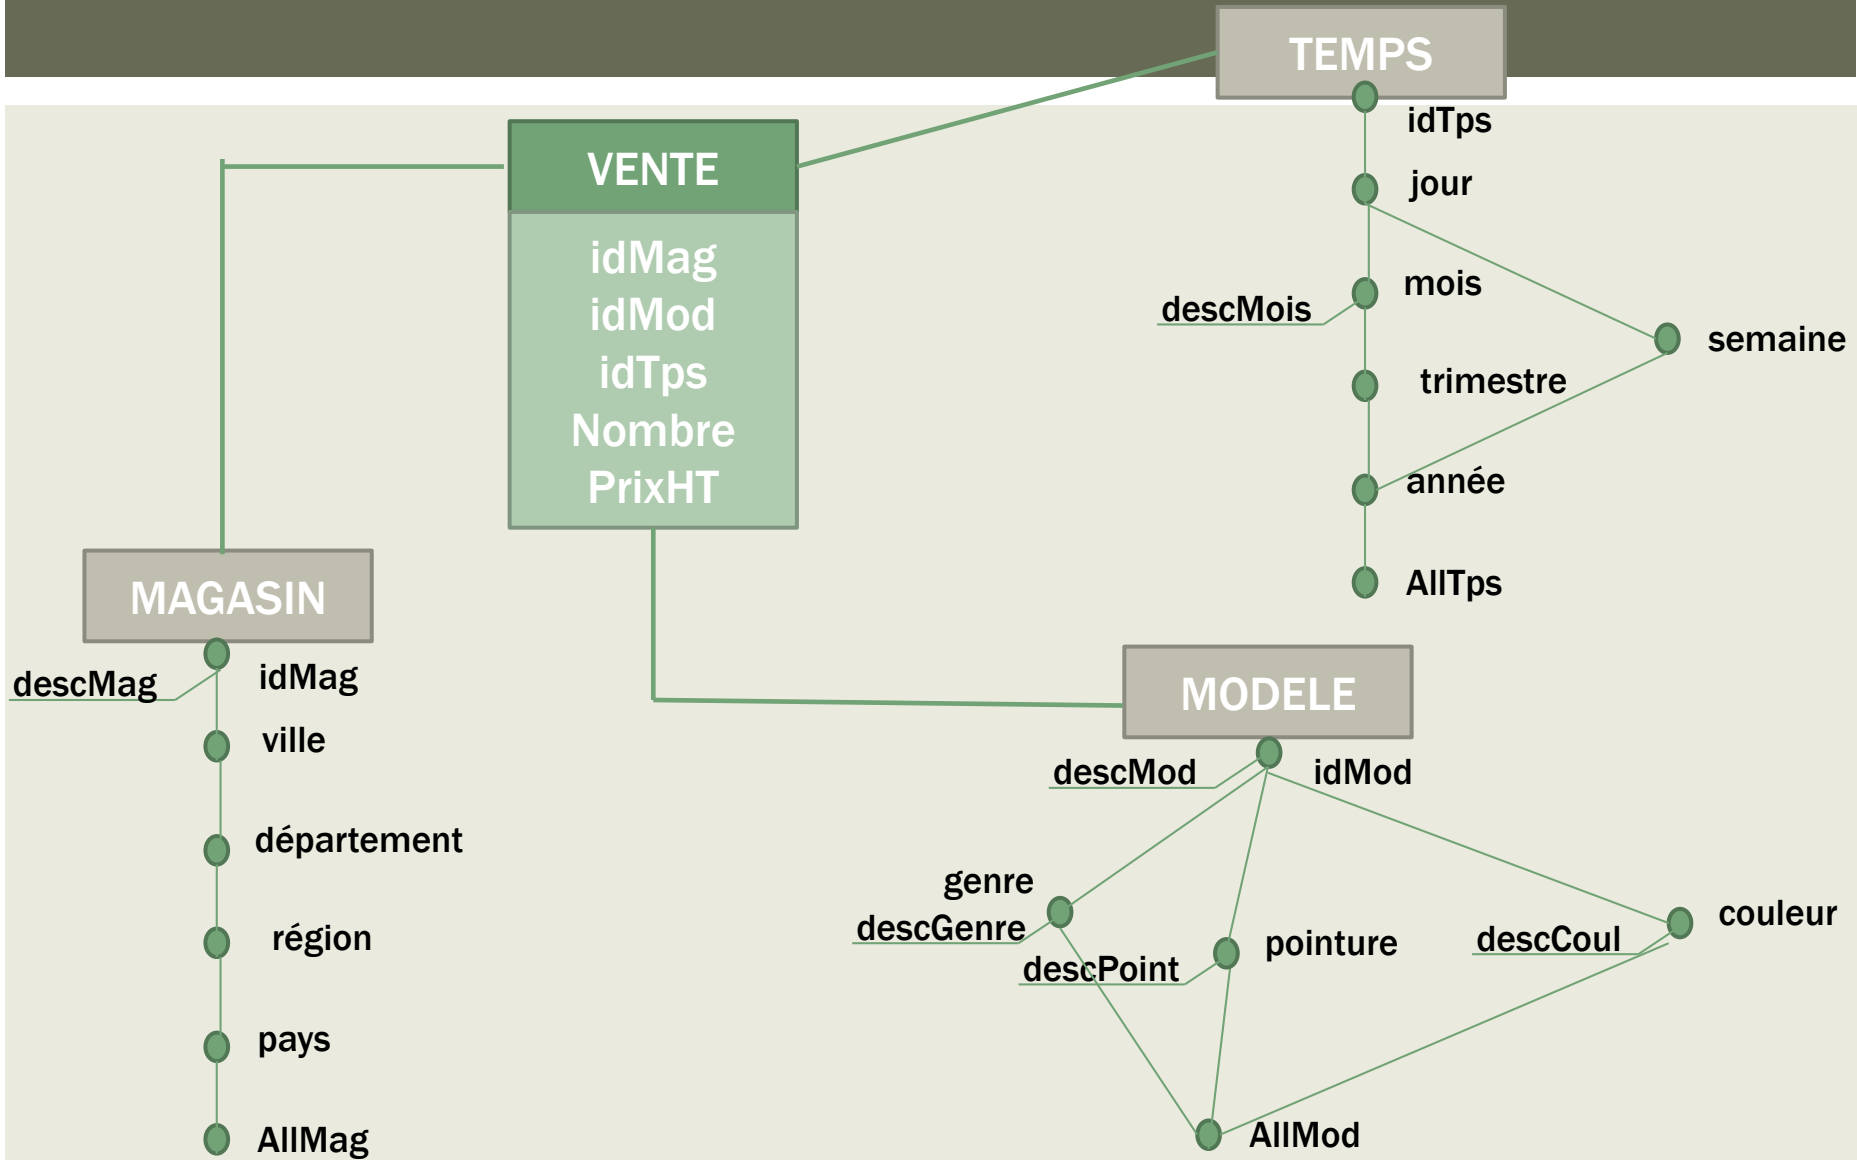 TEMPS
idTps
jour
mois
descMois
semaine
trimestre
année
AllTps
VENTE
idMag
idMod
idTps
Nombre
PrixHT
MAGASIN
idMag
descMag
ville
département
région
pays
AllMag
MODELE
descMod
idMod
genre
descGenre
pointure
descPoint
couleur
descCoul
AllMod